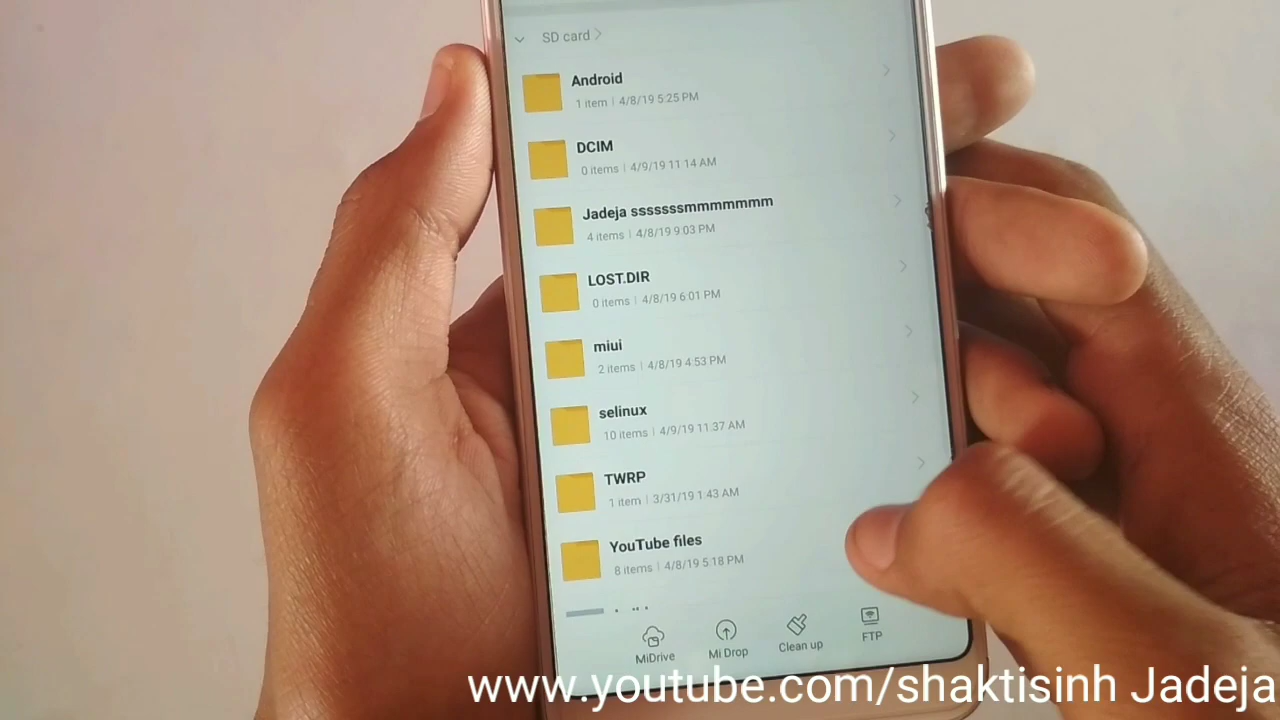 SD card
Android
1 item | 4/8/19 5:25 PM
DCIM
0 items | 4/9/19 11 14 AM
Jadeja sssssssmmmmmmm
4 items | 4/8/19 9:03 PM
LOST.DIR
0 items | 4/8/19 6:01 PM
miui
2 items | 4/8/19 4:53 PM
selinux
10 items | 4/9/19 11:37 AM
TWRP
1 item | 3/31/19 1:43 AM
YouTube files
8 items | 4/8/19 5:18 PM
MiDrive
Mi Drop
Clean up
FTP
www.youtube.com/shaktisinh Jadeja